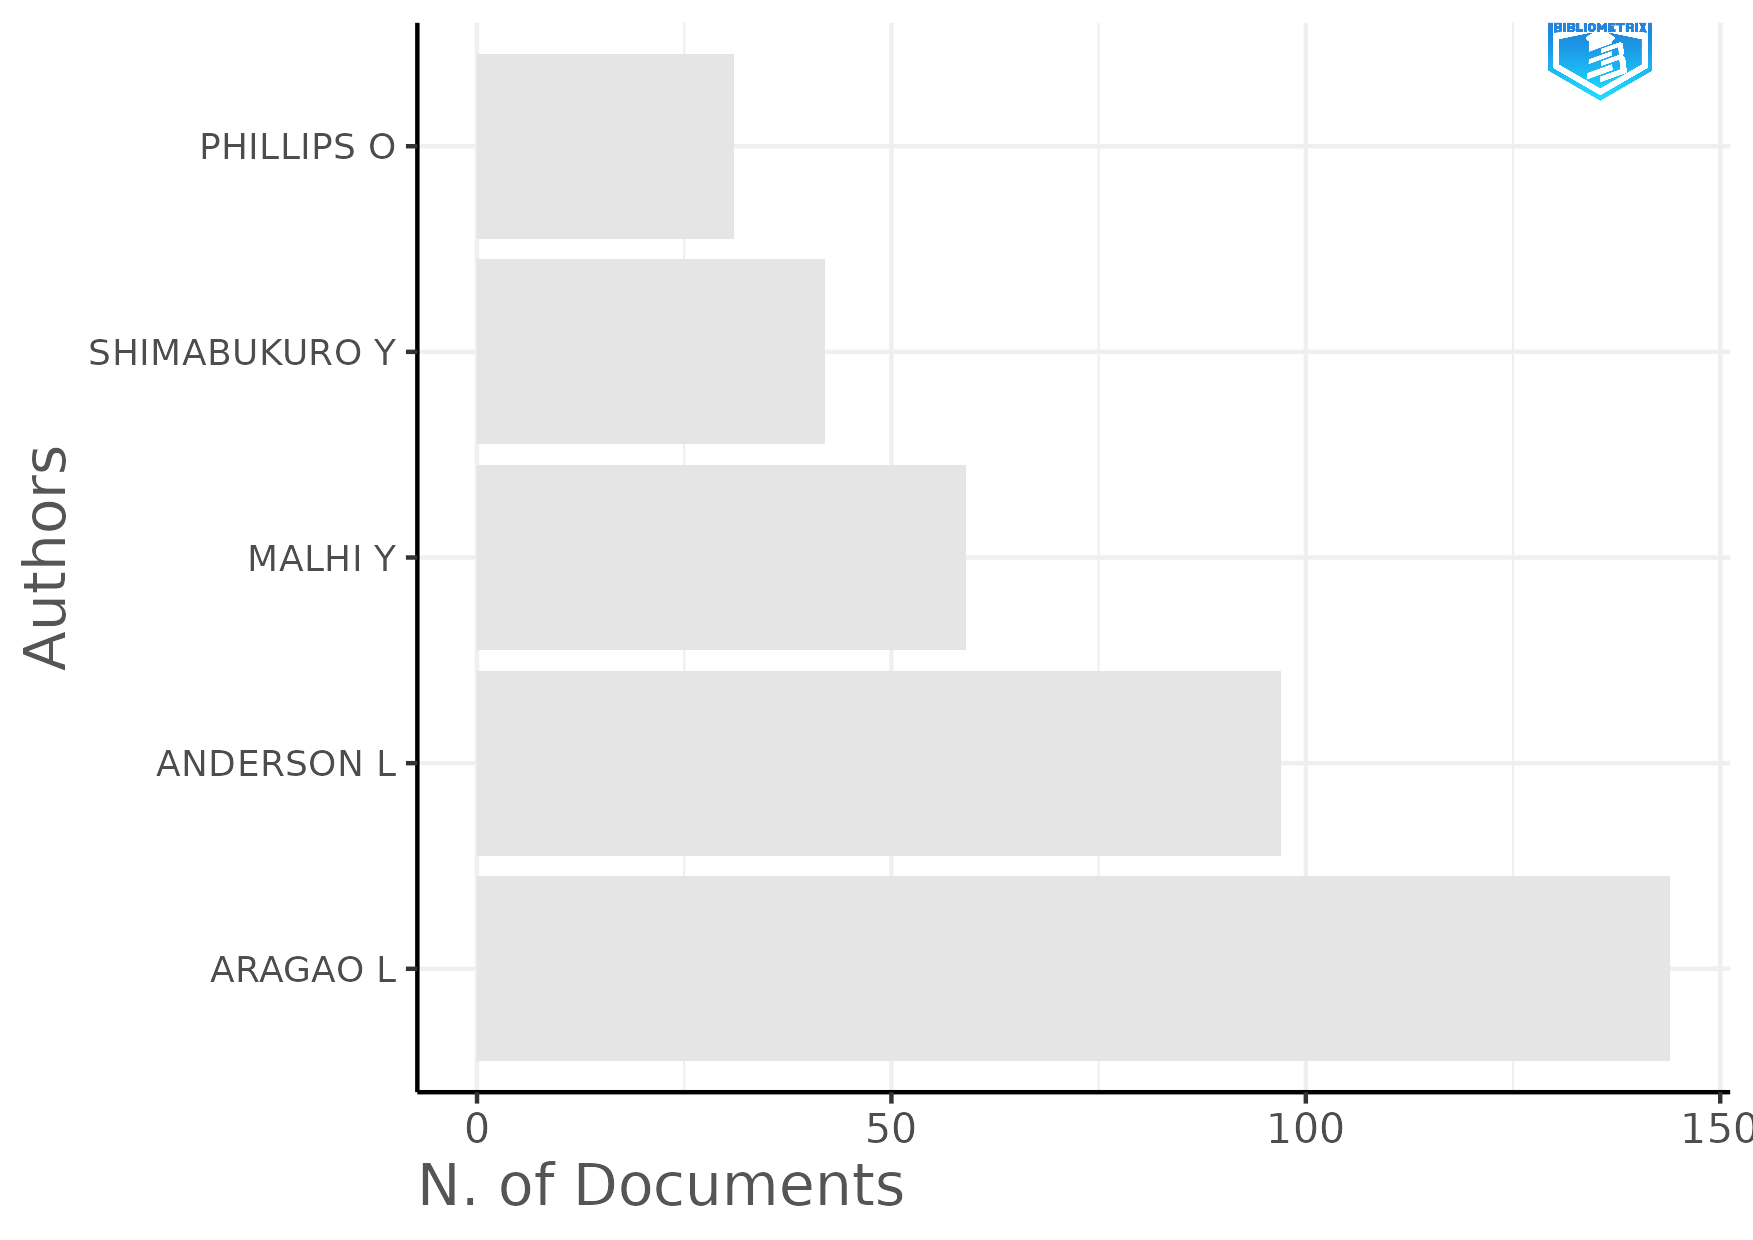 BIBLIOMETRIX
PHILLIPS O
SHIMABUKURO Y
MALHI Y
ANDERSON L
ARAGAO L
Authors
0
50
100
150
N. of Documents